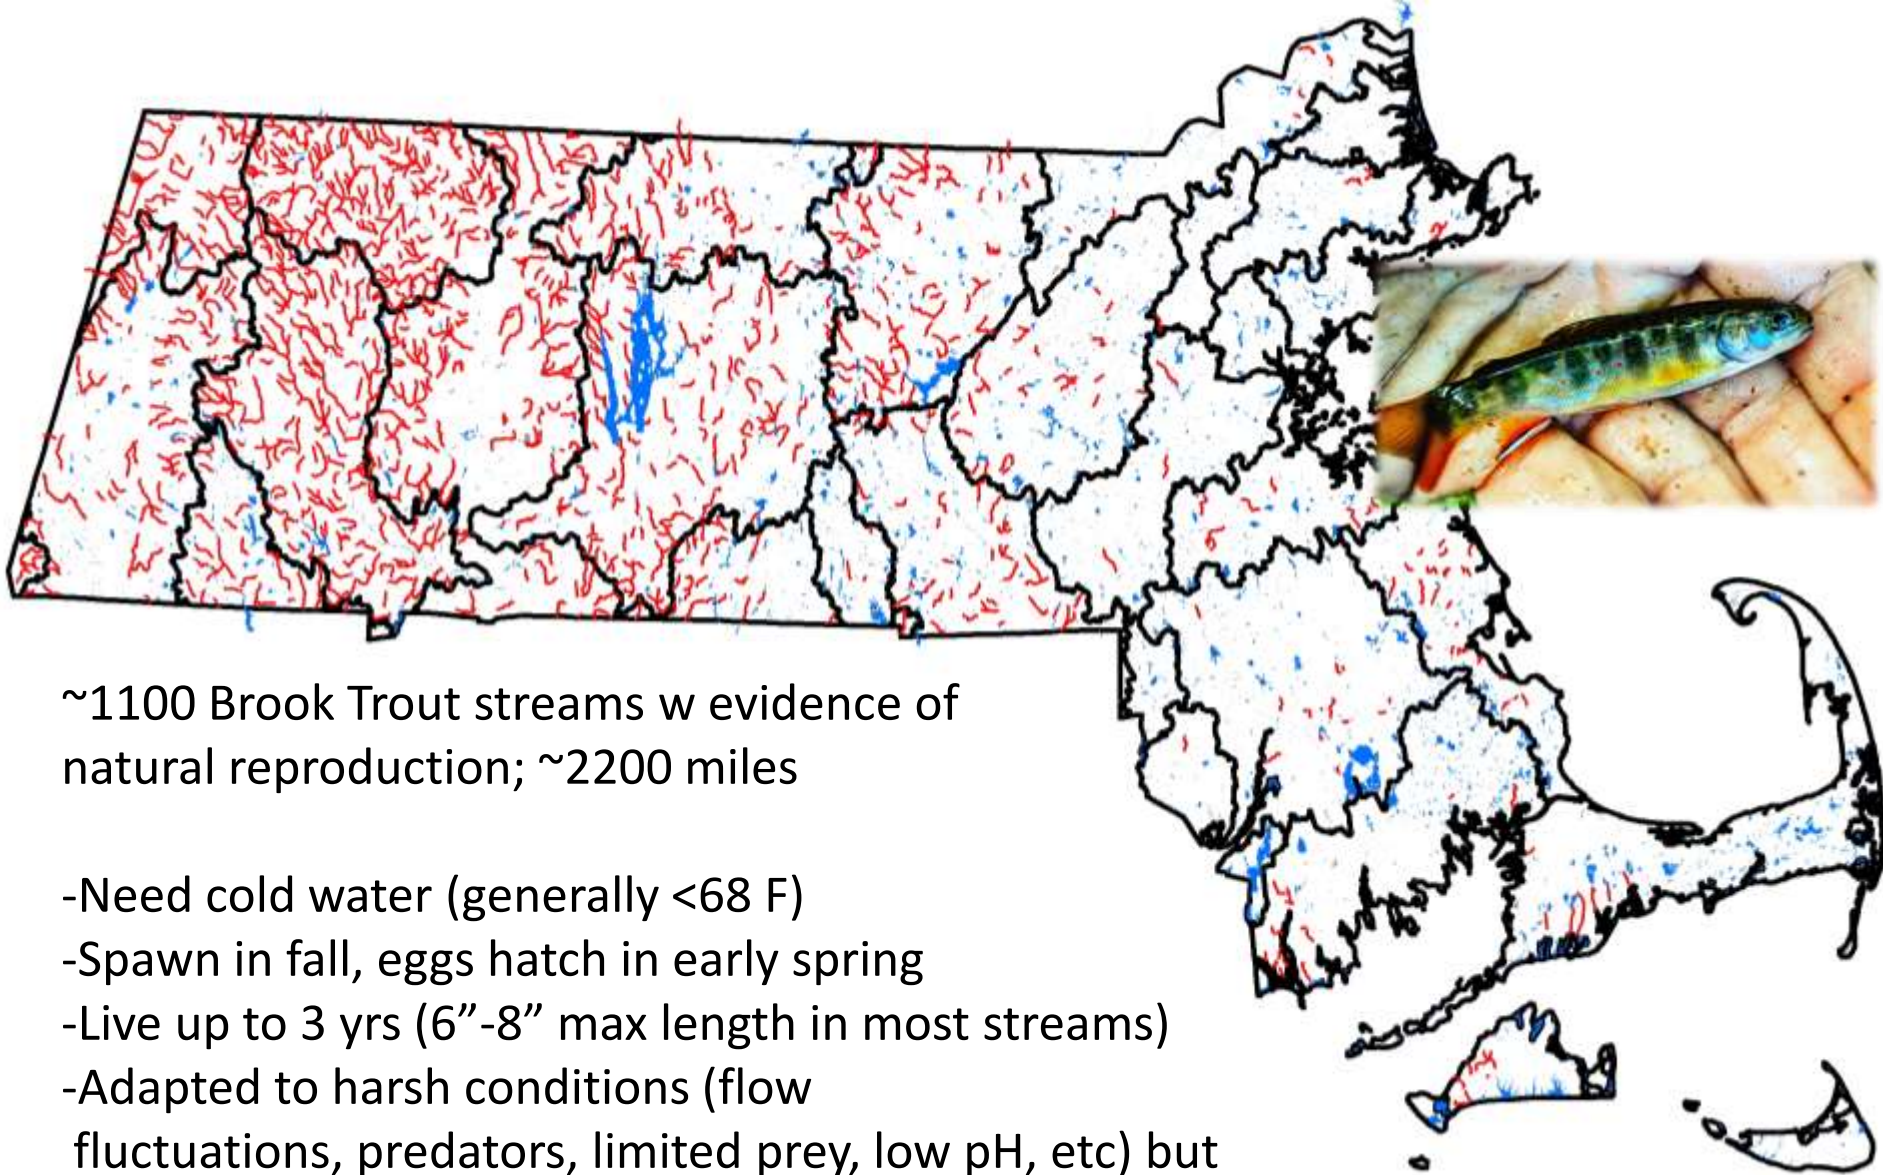 ~1100 Brook Trout streams w evidence of
natural reproduction; ~2200 miles
-Need cold water (generally <68 F)
-Spawn in fall, eggs hatch in early spring
-Live up to 3 yrs (6”-8” max length in most streams)
-Adapted to harsh conditions (flow
fluctuations, predators, limited prey, low pH, etc) but